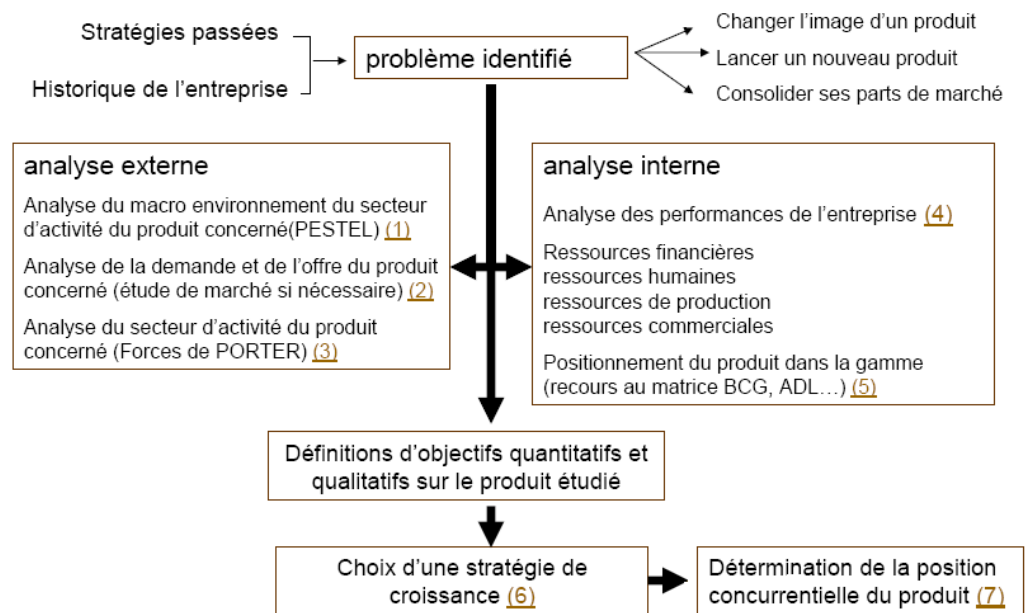 Stratégies passées
Historique de l'entreprise
problème identifié
Changer l'image d'un produit
Lancer un nouveau produit
Consolider ses parts de marché
analyse externe
Analyse du macro environnement du secteur
d'activité du produit concerné(PESTEL) (1)
Analyse de la demande et de l'offre du produit
concerné (étude de marché si nécessaire) (2)
Analyse du secteur d'activité du produit
concerné (Forces de PORTER) (3)
analyse interne
Analyse des performances de l'entreprise (4)
Ressources financières
ressources humaines
ressources de production
ressources commerciales
Positionnement du produit dans la gamme
(recours au matrice BCG, ADL…) (5)
Définitions d'objectifs quantitatifs et
qualitatifs sur le produit étudié
Choix d'une stratégie de
croissance (6)
Détermination de la position
concurrentielle du produit (7)